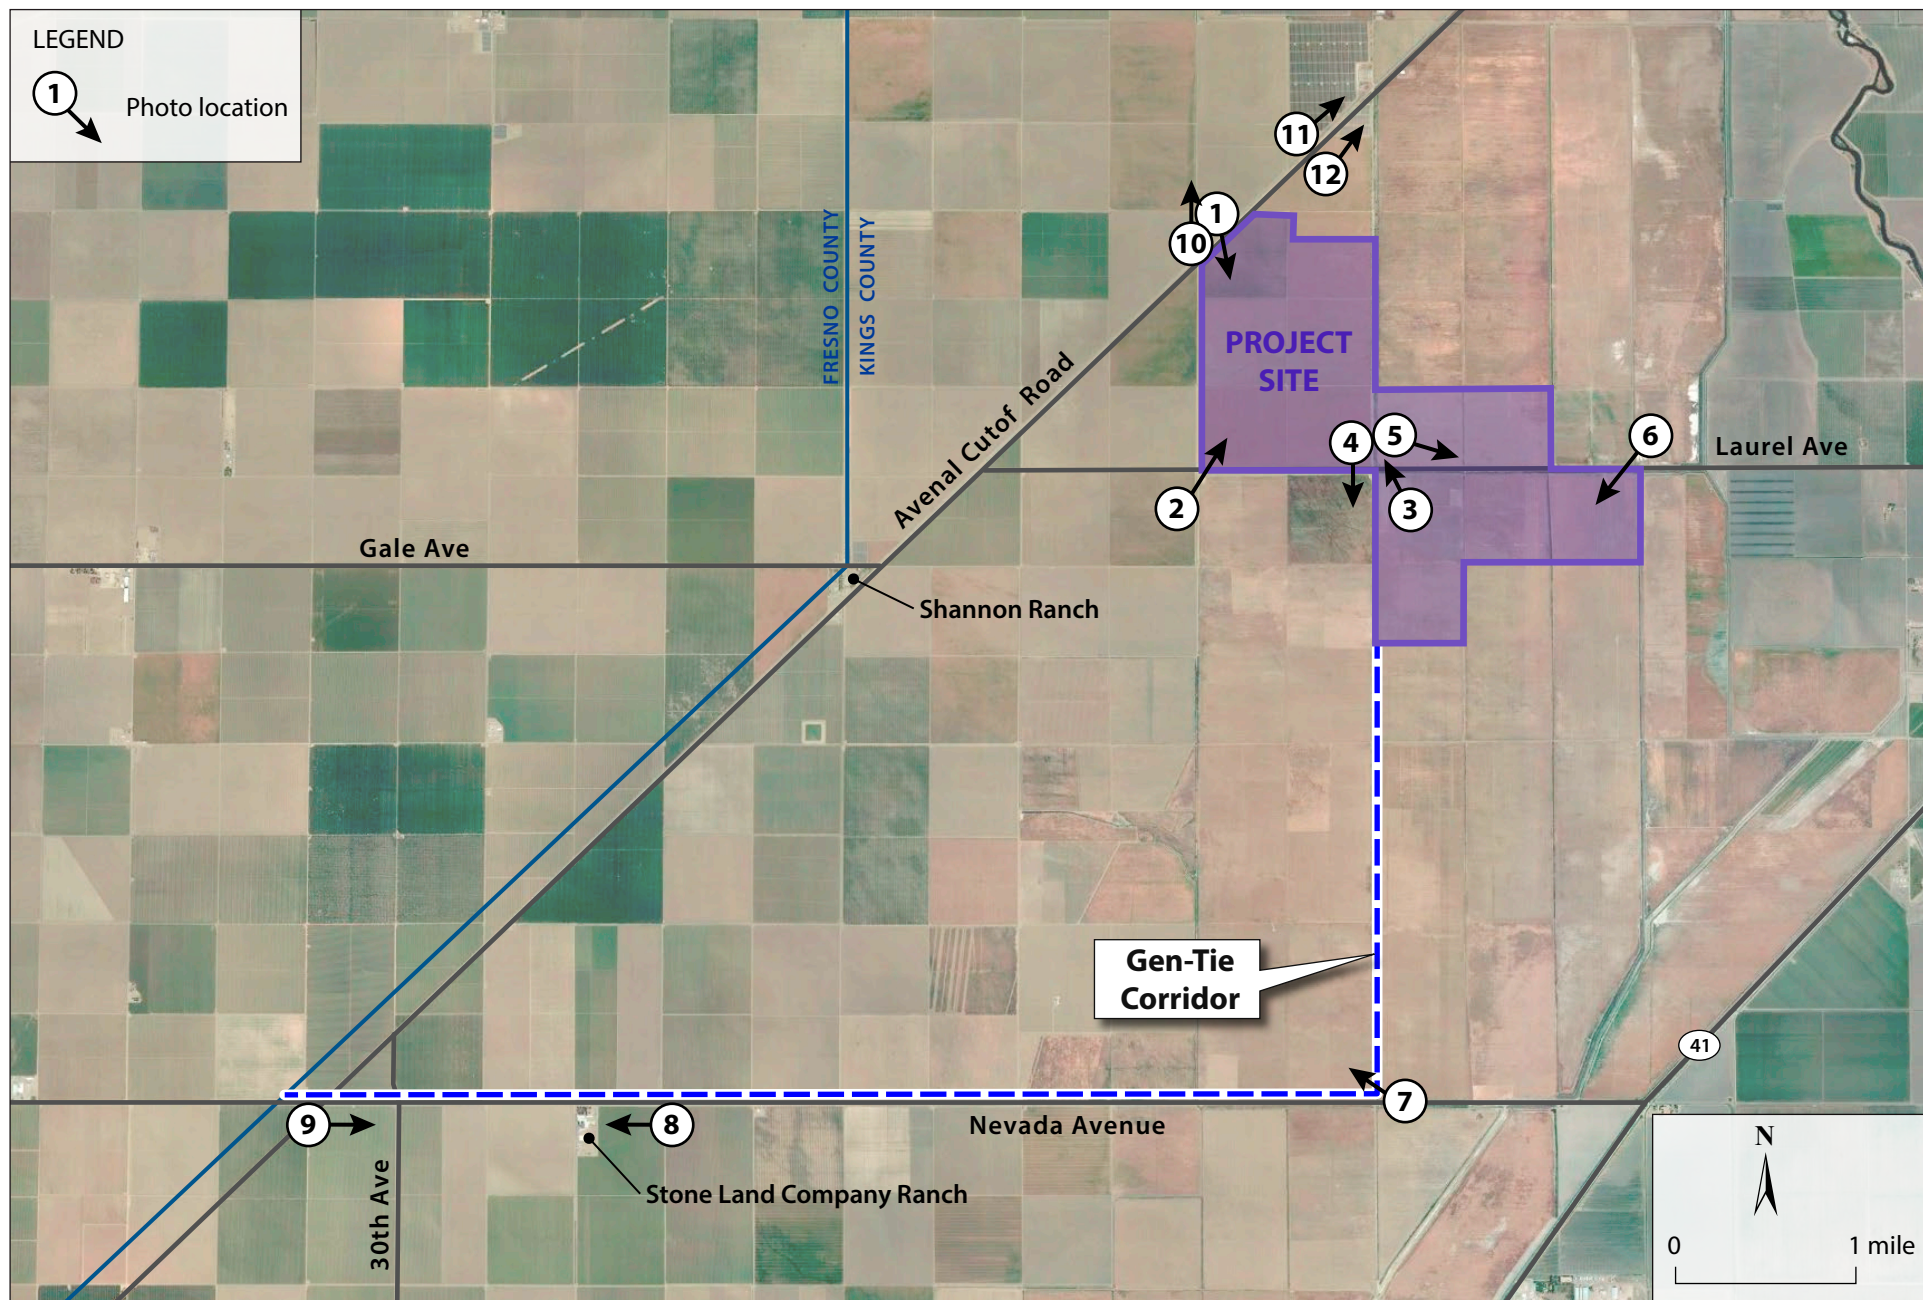 LEGEND
1
Photo location
FRESNO COUNTY
KINGS COUNTY
11
12
1
10
PROJECT
SITE
Avenal Cutof Road
4
5
6
Laurel Ave
2
3
Gale Ave
Shannon Ranch
Gen-Tie
Corridor
41
7
9
8
Nevada Avenue
30th Ave
Stone Land Company Ranch
N
0
1 mile